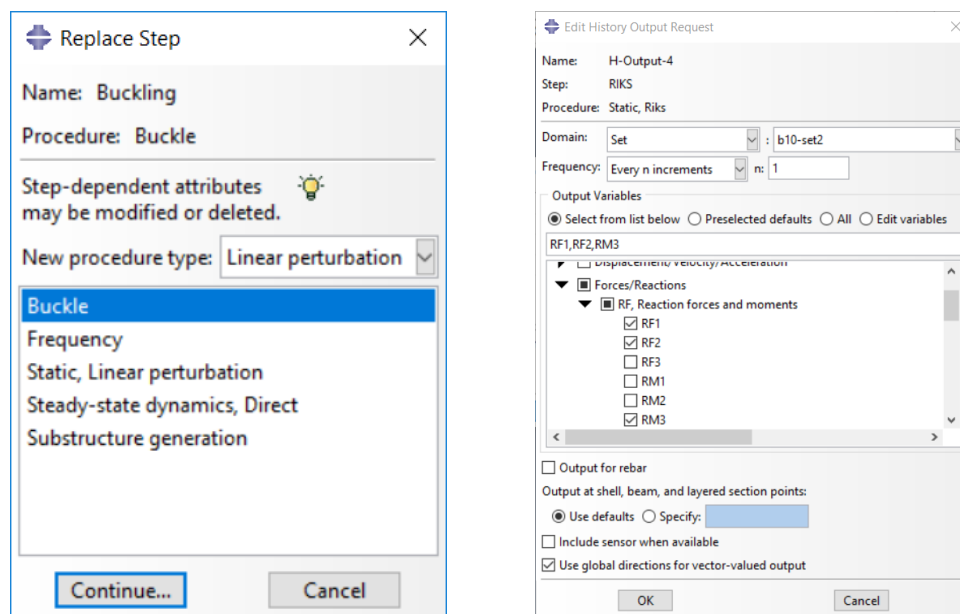 Replace Step
Name: Buckling
Procedure: Buckle
Step-dependent attributes
may be modified or deleted.
New procedure type: Linear perturbation
Buckle
Frequency
Static, Linear perturbation
Steady-state dynamics, Direct
Substructure generation
Continue... Cancel
Edit History Output Request
Name: H-Output-4
Step: RIKS
Procedure: Static, Riks
Domain: Set : b10-set2
Frequency: Every n increments n: 1
Output Variables
Select from list below Preselected defaults All Edit variables
RF1,RF2,RM3
Displacement/Velocity/Acceleration
Forces/Reactions
RF, Reaction forces and moments
RF1
RF2
RF3
RM1
RM2
RM3
Output for rebar
Output at shell, beam, and layered section points:
Use defaults Specify:
Include sensor when available
Use global directions for vector-valued output
OK Cancel